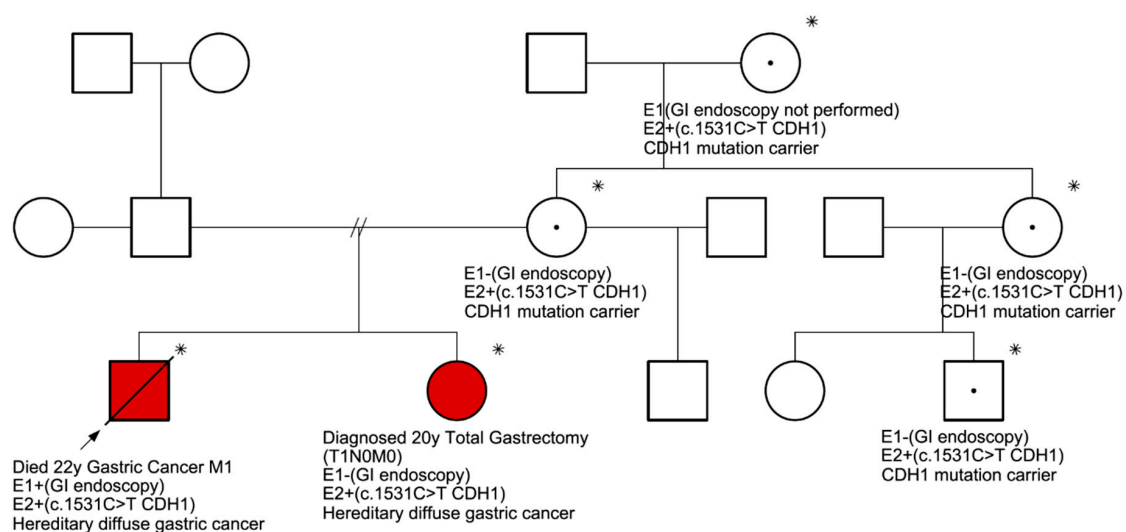 *
E1(GI endoscopy not performed)
E2+(c.1531C>T CDH1)
CDH1 mutation carrier
*
*
E1-(GI endoscopy)
E2+(c.1531C>T CDH1)
CDH1 mutation carrier
E1-(GI endoscopy)
E2+(c.1531C>T CDH1)
CDH1 mutation carrier
*
*
*
Died 22y Gastric Cancer M1
E1+(GI endoscopy)
E2+(c.1531C>T CDH1)
Hereditary diffuse gastric cancer
Diagnosed 20y Total Gastrectomy
(T1N0M0)
E1-(GI endoscopy)
E2+(c.1531C>T CDH1)
Hereditary diffuse gastric cancer
E1-(GI endoscopy)
E2+(c.1531C>T CDH1)
CDH1 mutation carrier